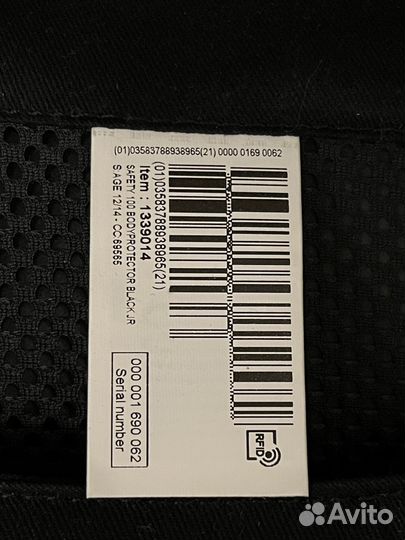 (01)03583788938965(21) 0000 0169 0062
(01)03583788938965(21)
Item : 1339014
SAFETY 100 BODYPROTECTOR BLACK JR
S AGE 12/14 - CC 69565
000 001 690 062
Serial number
RFID
Avito